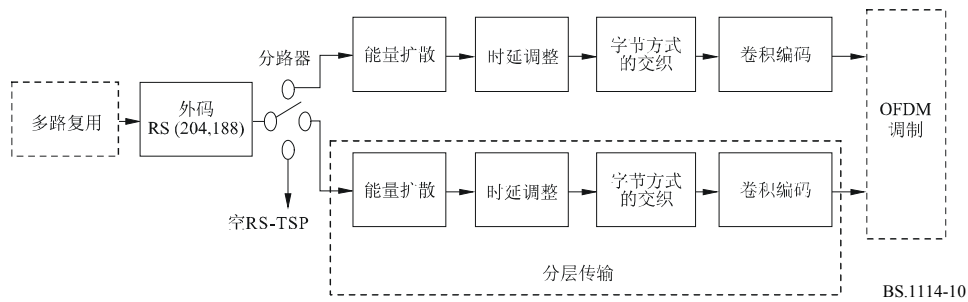 分路器
能量扩散
时延调整
字节方式
的交织
卷积编码
多路复用
外码
RS (204,188)
OFDM
调制
能量扩散
时延调整
字节方式
的交织
卷积编码
空RS-TSP
分层传输
BS.1114-10